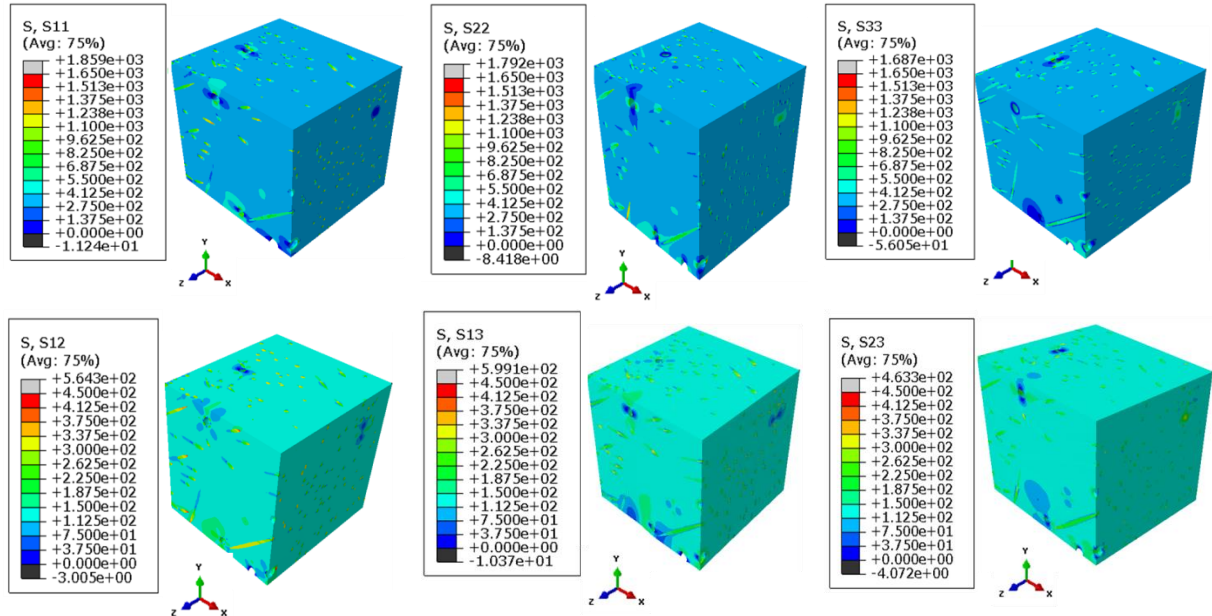 S, S11
(Avg: 75%)
+1.859e+03
+1.650e+03
+1.513e+03
+1.375e+03
+1.238e+03
+1.100e+03
+9.625e+02
+8.250e+02
+6.875e+02
+5.500e+02
+4.125e+02
+2.750e+02
+1.375e+02
+0.000e+00
-1.124e+01
Y
Z
X
S, S22
(Avg: 75%)
+1.792e+03
+1.650e+03
+1.513e+03
+1.375e+03
+1.238e+03
+1.100e+03
+9.625e+02
+8.250e+02
+6.875e+02
+5.500e+02
+4.125e+02
+2.750e+02
+1.375e+02
+0.000e+00
-8.418e+00
Y
Z
X
S, S33
(Avg: 75%)
+1.687e+03
+1.650e+03
+1.513e+03
+1.375e+03
+1.238e+03
+1.100e+03
+9.625e+02
+8.250e+02
+6.875e+02
+5.500e+02
+4.125e+02
+2.750e+02
+1.375e+02
+0.000e+00
-5.605e+01
Z
X
S, S12
(Avg: 75%)
+5.643e+02
+4.500e+02
+4.125e+02
+3.750e+02
+3.375e+02
+3.000e+02
+2.625e+02
+2.250e+02
+1.875e+02
+1.500e+02
+1.125e+02
+7.500e+01
+3.750e+01
+0.000e+00
-3.005e+00
Y
Z
X
S, S13
(Avg: 75%)
+5.991e+02
+4.500e+02
+4.125e+02
+3.750e+02
+3.375e+02
+3.000e+02
+2.625e+02
+2.250e+02
+1.875e+02
+1.500e+02
+1.125e+02
+7.500e+01
+3.750e+01
+0.000e+00
-1.037e+01
Y
Z
X
S, S23
(Avg: 75%)
+4.633e+02
+4.500e+02
+4.125e+02
+3.750e+02
+3.375e+02
+3.000e+02
+2.625e+02
+2.250e+02
+1.875e+02
+1.500e+02
+1.125e+02
+7.500e+01
+3.750e+01
+0.000e+00
-4.072e+00
Y
Z
X